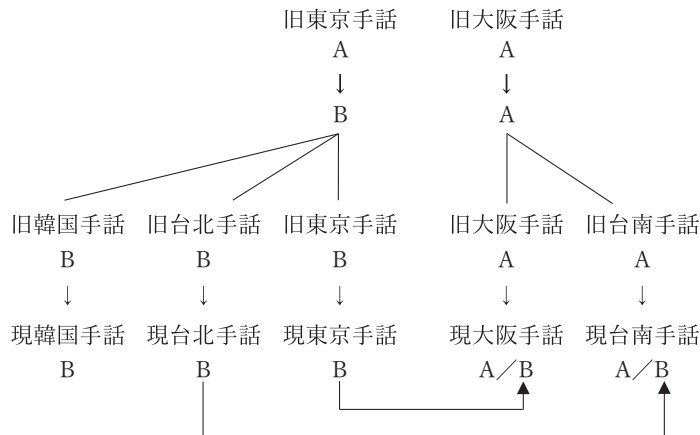 旧東京手話 旧大阪手話
A A
↓ ↓
B A
旧韓国手話 旧台北手話 旧東京手話 旧大阪手話 旧台南手話
B B B A A
↓ ↓ ↓ ↓ ↓
現韓国手話 現台北手話 現東京手話 現大阪手話 現台南手話
B B B A／B A／B